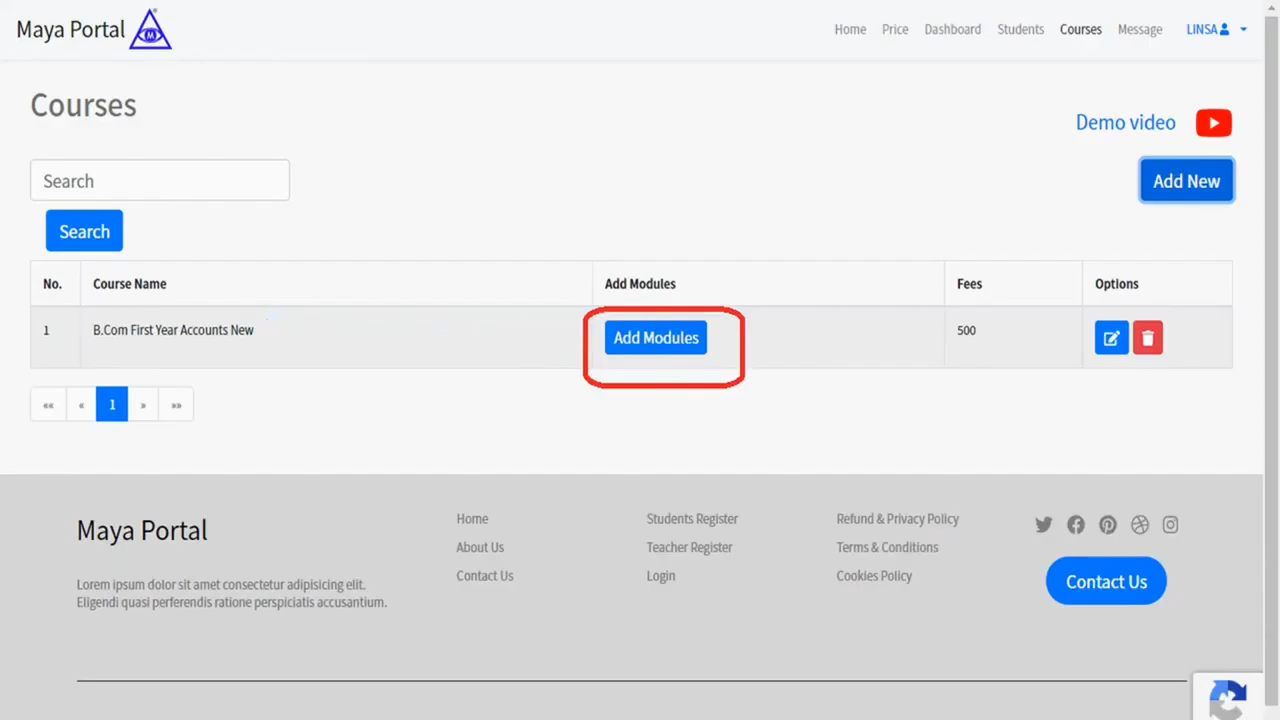 Maya Portal
M
Home Price Dashboard Students Courses Message LINSA
Courses
Demo video
Search
Add New
Search
No. Course Name Add Modules Fees Options
1 B.Com First Year Accounts New Add Modules 500
«« « 1 » »»
Maya Portal
Lorem ipsum dolor sit amet consectetur adipisicing elit.
Eligendi quasi perferendis ratione perspiciatis accusantium.
Home
About Us
Contact Us
Students Register
Teacher Register
Login
Refund & Privacy Policy
Terms & Conditions
Cookies Policy
Contact Us